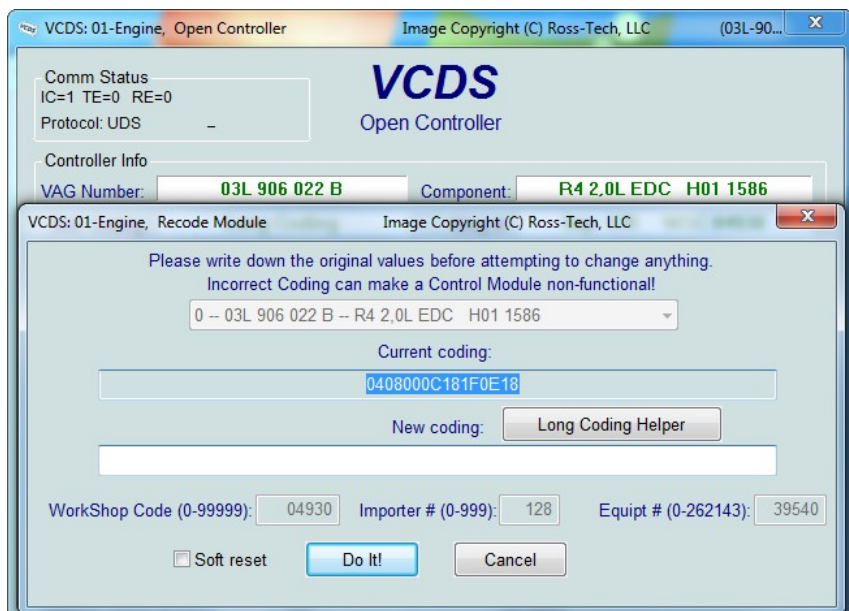 VCDS: 01-Engine, Open Controller Image Copyright (C) Ross-Tech, LLC (03L-90... X
Comm Status
IC=1 TE=0 RE=0
Protocol: UDS –
VCDS
Open Controller
Controller Info
VAG Number: 03L 906 022 B Component: R4 2,0L EDC H01 1586
VCDS: 01-Engine, Recode Module Image Copyright (C) Ross-Tech, LLC X
Please write down the original values before attempting to change anything.
Incorrect Coding can make a Control Module non-functional!
0 -- 03L 906 022 B -- R4 2,0L EDC H01 1586
Current coding:
0408000C181F0E18
New coding: Long Coding Helper
WorkShop Code (0-99999): 04930 Importer # (0-999): 128 Equipt # (0-262143): 39540
Soft reset Do It! Cancel